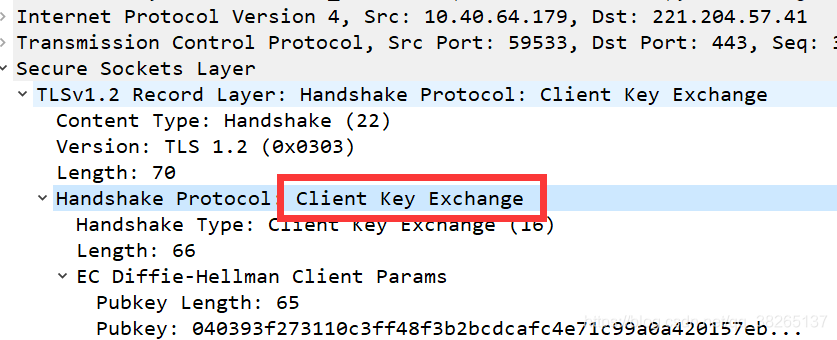 Internet Protocol Version 4, Src: 10.40.64.179, Dst: 221.204.57.41
Transmission Control Protocol, Src Port: 59533, Dst Port: 443, Seq:
Secure Sockets Layer
TLSv1.2 Record Layer: Handshake Protocol: Client Key Exchange
Content Type: Handshake (22)
Version: TLS 1.2 (0x0303)
Length: 70
Handshake Protocol: Client Key Exchange
Handshake Type: Client Key Exchange (16)
Length: 66
EC Diffie-Hellman Client Params
Pubkey Length: 65
Pubkey: 040393f273110c3ff48f3b2bcdcafc4e71c99a0a420157eb...